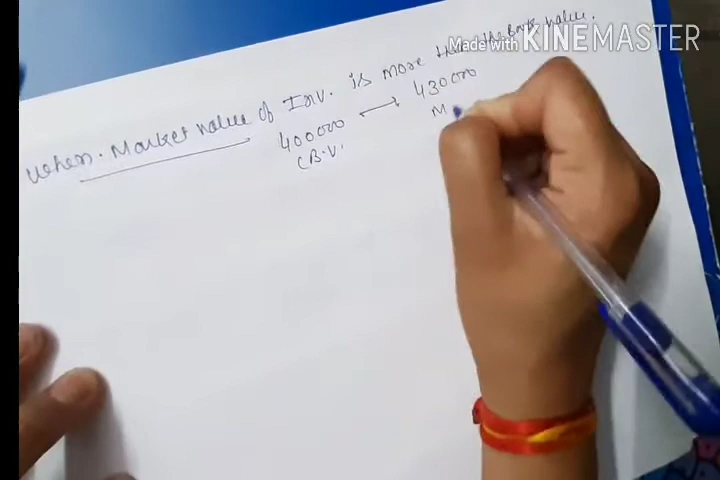 When. Market value of Inv. is more than the Book value.
400000 ⟷ 430000
(B.V. M
Made with KINEMASTER